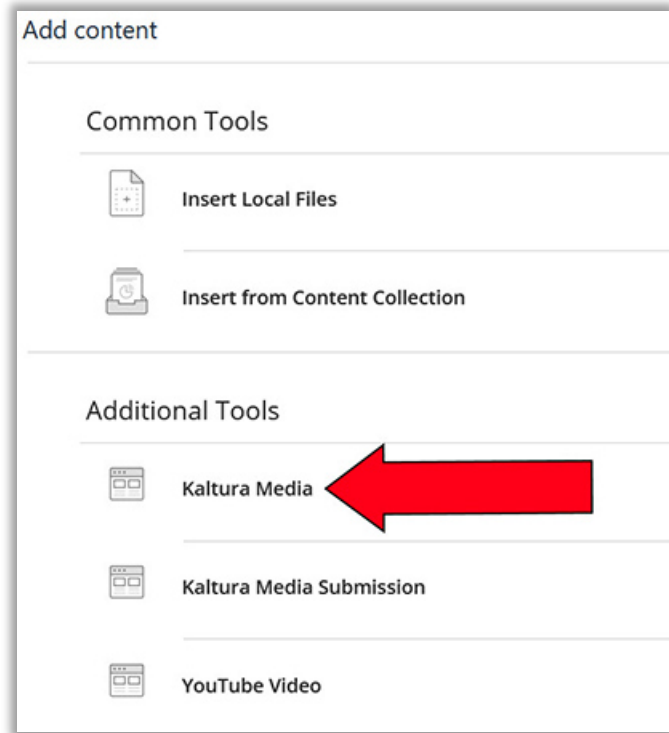 Add content
Common Tools
Insert Local Files
Insert from Content Collection
Additional Tools
Kaltura Media
Kaltura Media Submission
YouTube Video